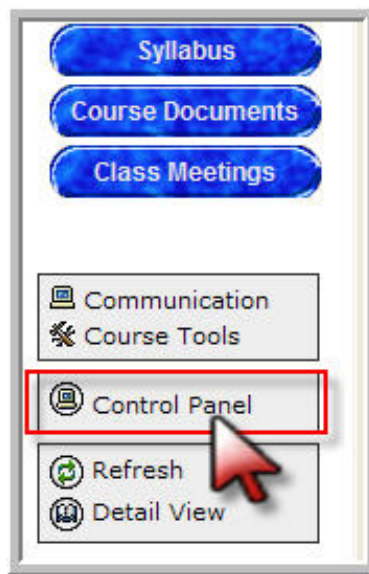 Syllabus
Course Documents
Class Meetings
Communication
Course Tools
Control Panel
Refresh
Detail View